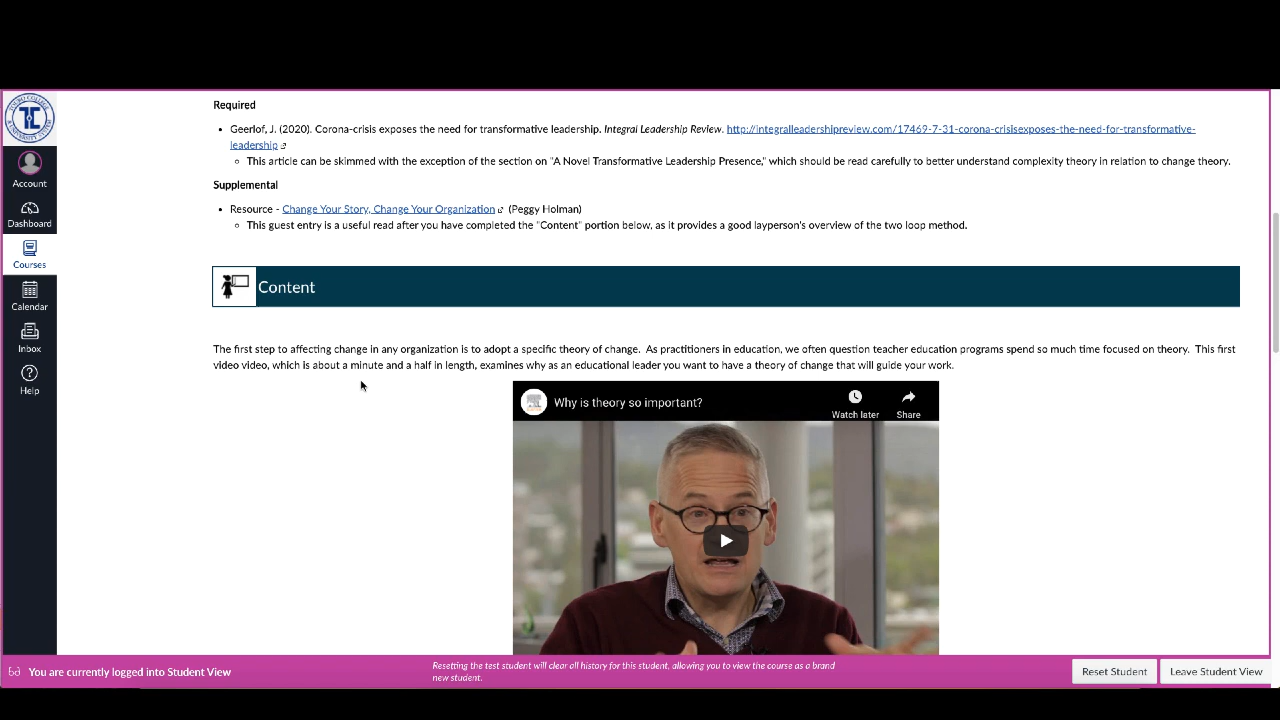 Required
Geerlof, J. (2020). Corona-crisis exposes the need for transformative leadership. Integral Leadership Review. http://integralleadershipreview.com/17469-7-31-corona-crisisexposes-the-need-for-transformative-
leadership
This article can be skimmed with the exception of the section on "A Novel Transformative Leadership Presence," which should be read carefully to better understand complexity theory in relation to change theory.
Supplemental
Resource - Change Your Story, Change Your Organization (Peggy Holman)
This guest entry is a useful read after you have completed the "Content" portion below, as it provides a good layperson's overview of the two loop method.
Content
The first step to affecting change in any organization is to adopt a specific theory of change. As practitioners in education, we often question teacher education programs spend so much time focused on theory. This first
video video, which is about a minute and a half in length, examines why as an educational leader you want to have a theory of change that will guide your work.
Why is theory so important?
Watch later
Share
Account
Dashboard
Courses
Calendar
Inbox
Help
You are currently logged into Student View
Resetting the test student will clear all history for this student, allowing you to view the course as a brand
new student.
Reset Student
Leave Student View